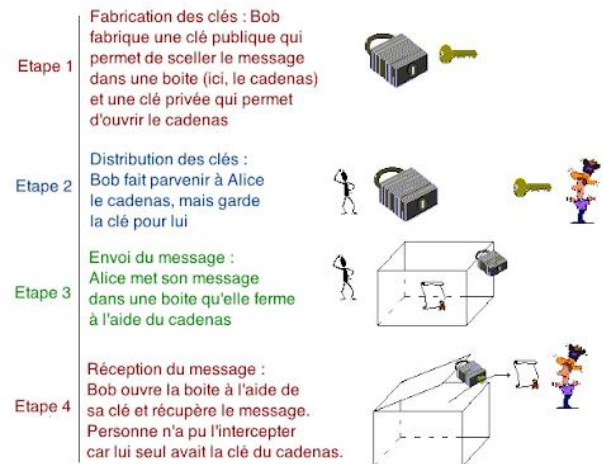 Etape 1
Fabrication des clés : Bob
fabrique une clé publique qui
permet de sceller le message
dans une boite (ici, le cadenas)
et une clé privée qui permet
d'ouvrir le cadenas
Etape 2
Distribution des clés :
Bob fait parvenir à Alice
le cadenas, mais garde
la clé pour lui
Etape 3
Envoi du message :
Alice met son message
dans une boite qu'elle ferme
à l'aide du cadenas
Etape 4
Réception du message :
Bob ouvre la boite à l'aide de
sa clé et récupère le message.
Personne n'a pu l'intercepter
car lui seul avait la clé du cadenas.